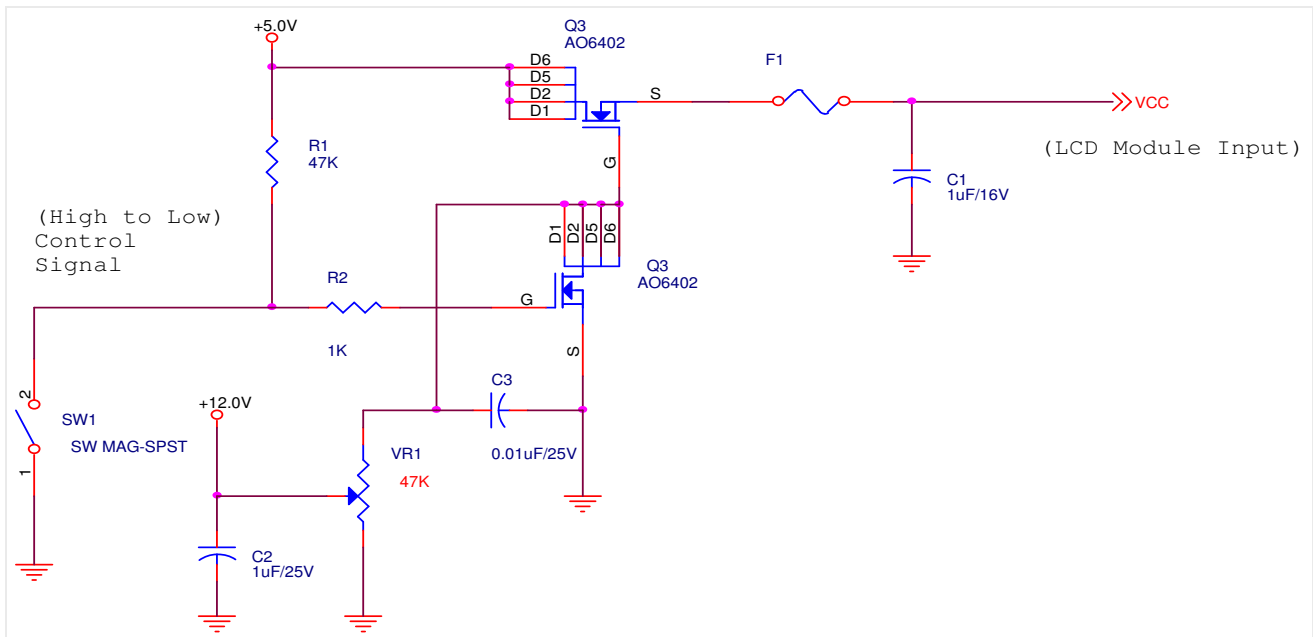 +5.0V
Q3
AO6402
D6
D5
D2
D1
S
G
F1
VCC
(LCD Module Input)
R1
47K
C1
1uF/16V
(High to Low)
Control
Signal
D1
D2
D5
D6
Q3
AO6402
R2
1K
G
S
C3
0.01uF/25V
2
1
SW1
SW MAG-SPST
+12.0V
VR1
47K
C2
1uF/25V